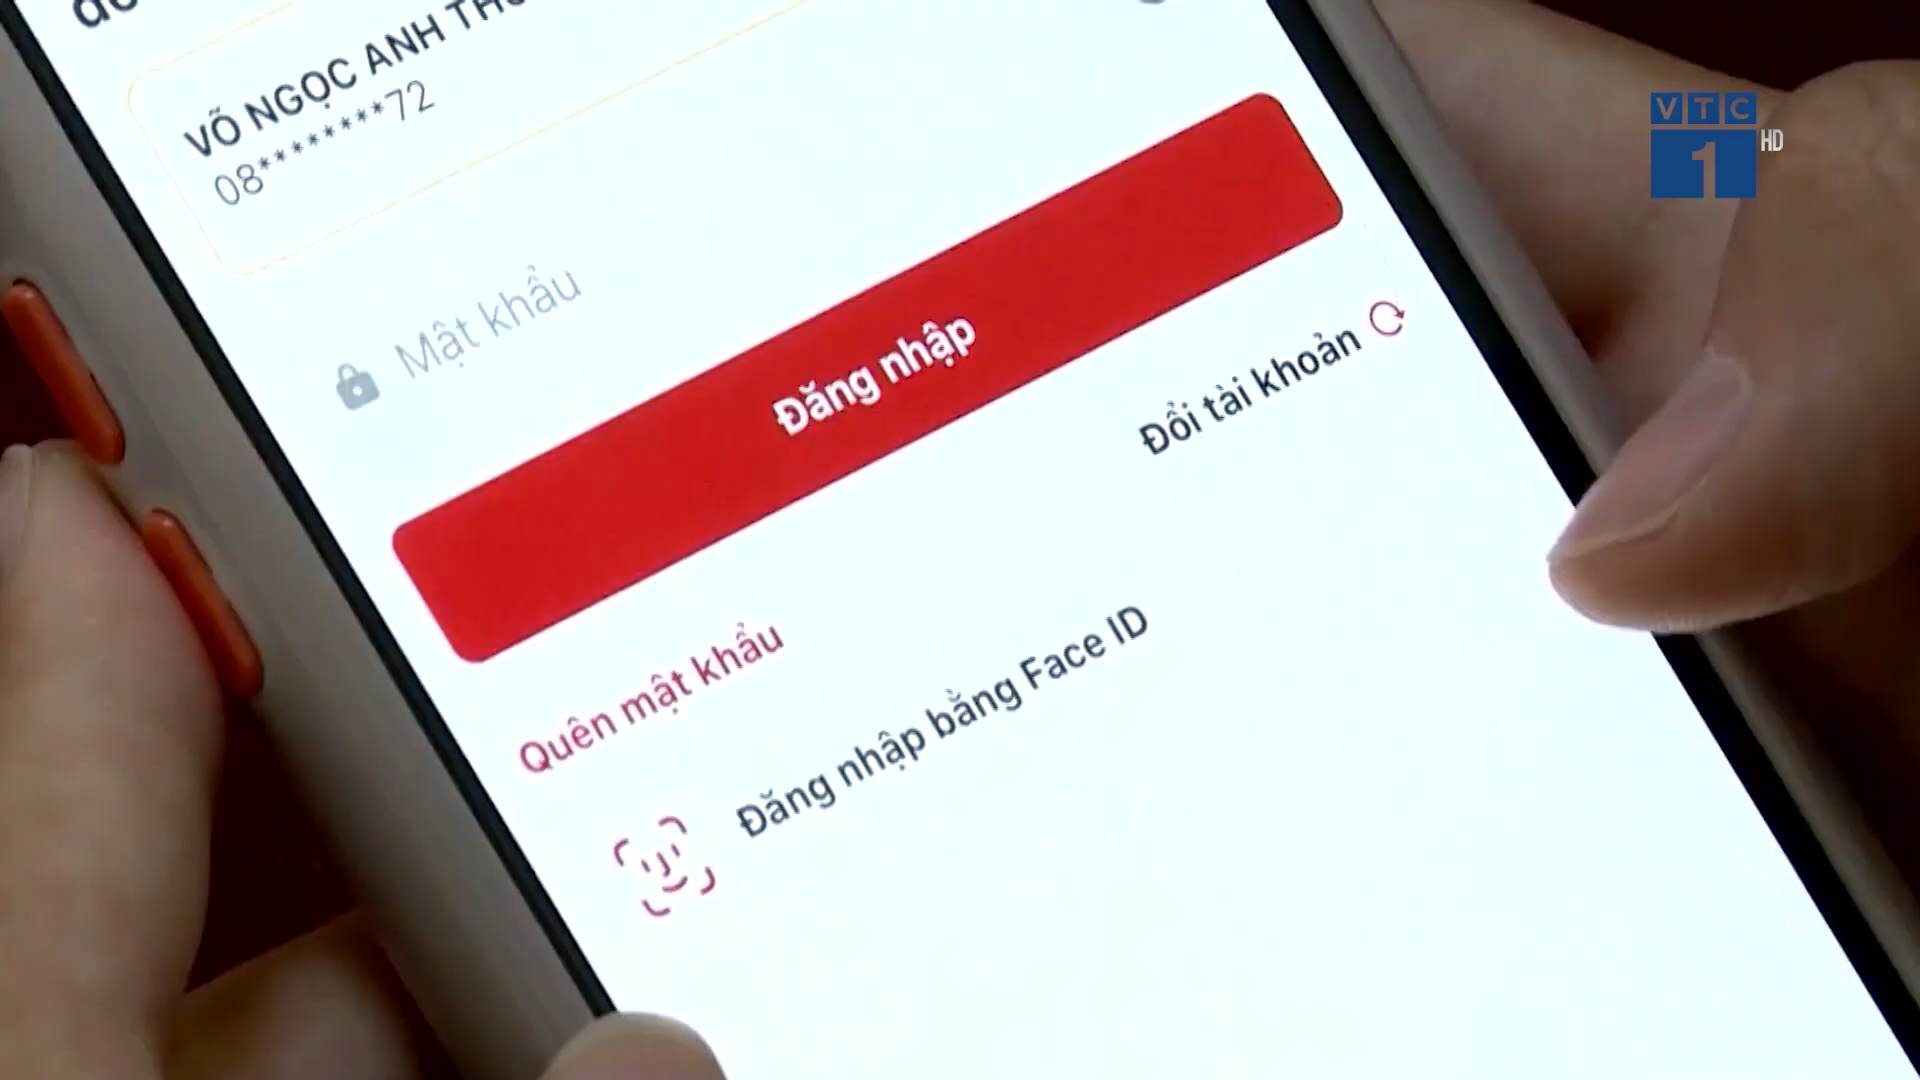 VÕ NGỌC ANH
08********72
Mật khẩu
Đăng nhập
Đổi tài khoản
Quên mật khẩu
Đăng nhập bằng Face ID
VTC
1
HD